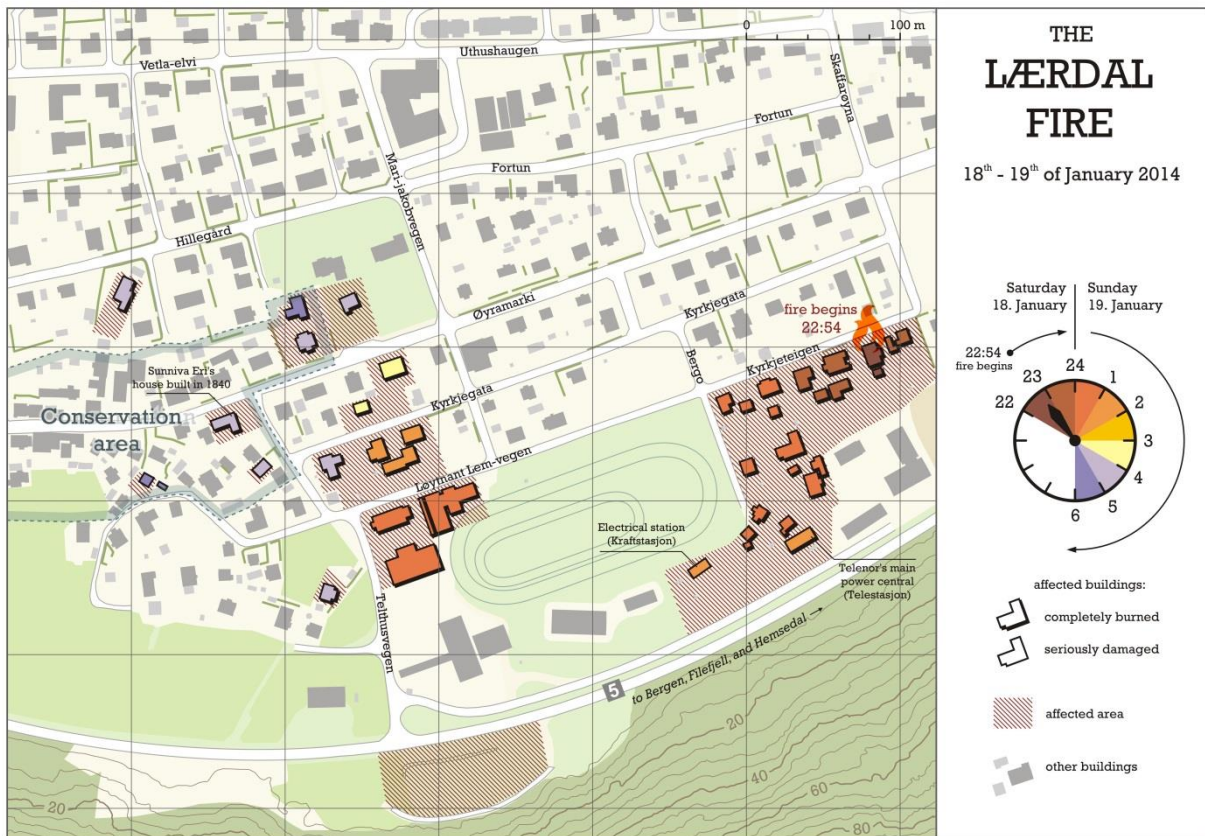 THE
LÆRDAL
FIRE
18th - 19th of January 2014
0
100 m
Uthushaugen
Vetla-elvi
Skaffarøyna
Fortun
Fortun
Mari-jakobvegen
Hillegard
Øyramarki
Kyrkjegata
fire begins
22:54
Kyrkjeteigen
Bergo
Sunniva Eri's
house built in 1840
Kyrkjegata
Conservation
area
Løytnant Lem-vegen
Electrical station
(Kraftstasjon)
Telenor's main
power central
(Telestasjon)
Telthusvegen
5
to Bergen, Filefjell, and Hemsedal
20
20
40
60
80
Saturday
18. January
Sunday
19. January
22:54
fire begins
22
23
24
1
2
3
4
5
6
affected buildings:
completely burned
seriously damaged
affected area
other buildings